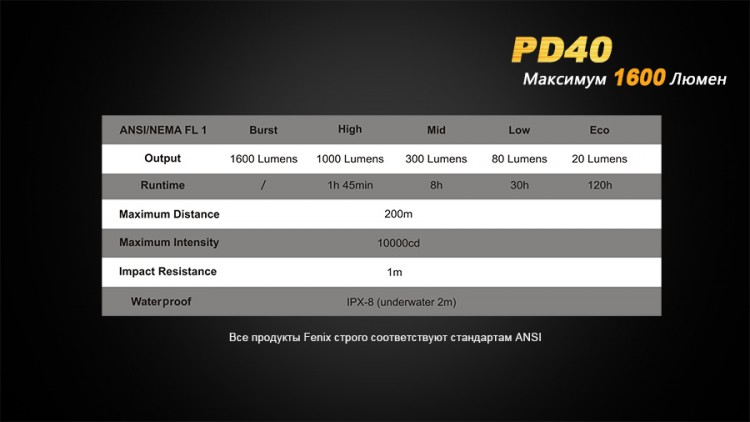 PD40
Максимум 1600 Люмен
ANSI/NEMA FL 1 Burst High Mid Low Eco
Output 1600 Lumens 1000 Lumens 300 Lumens 80 Lumens 20 Lumens
Runtime / 1h 45min 8h 30h 120h
Maximum Distance 200m
Maximum Intensity 10000cd
Impact Resistance 1m
Waterproof IPX-8 (underwater 2m)
Все продукты Fenix строго соответствуют стандартам ANSI